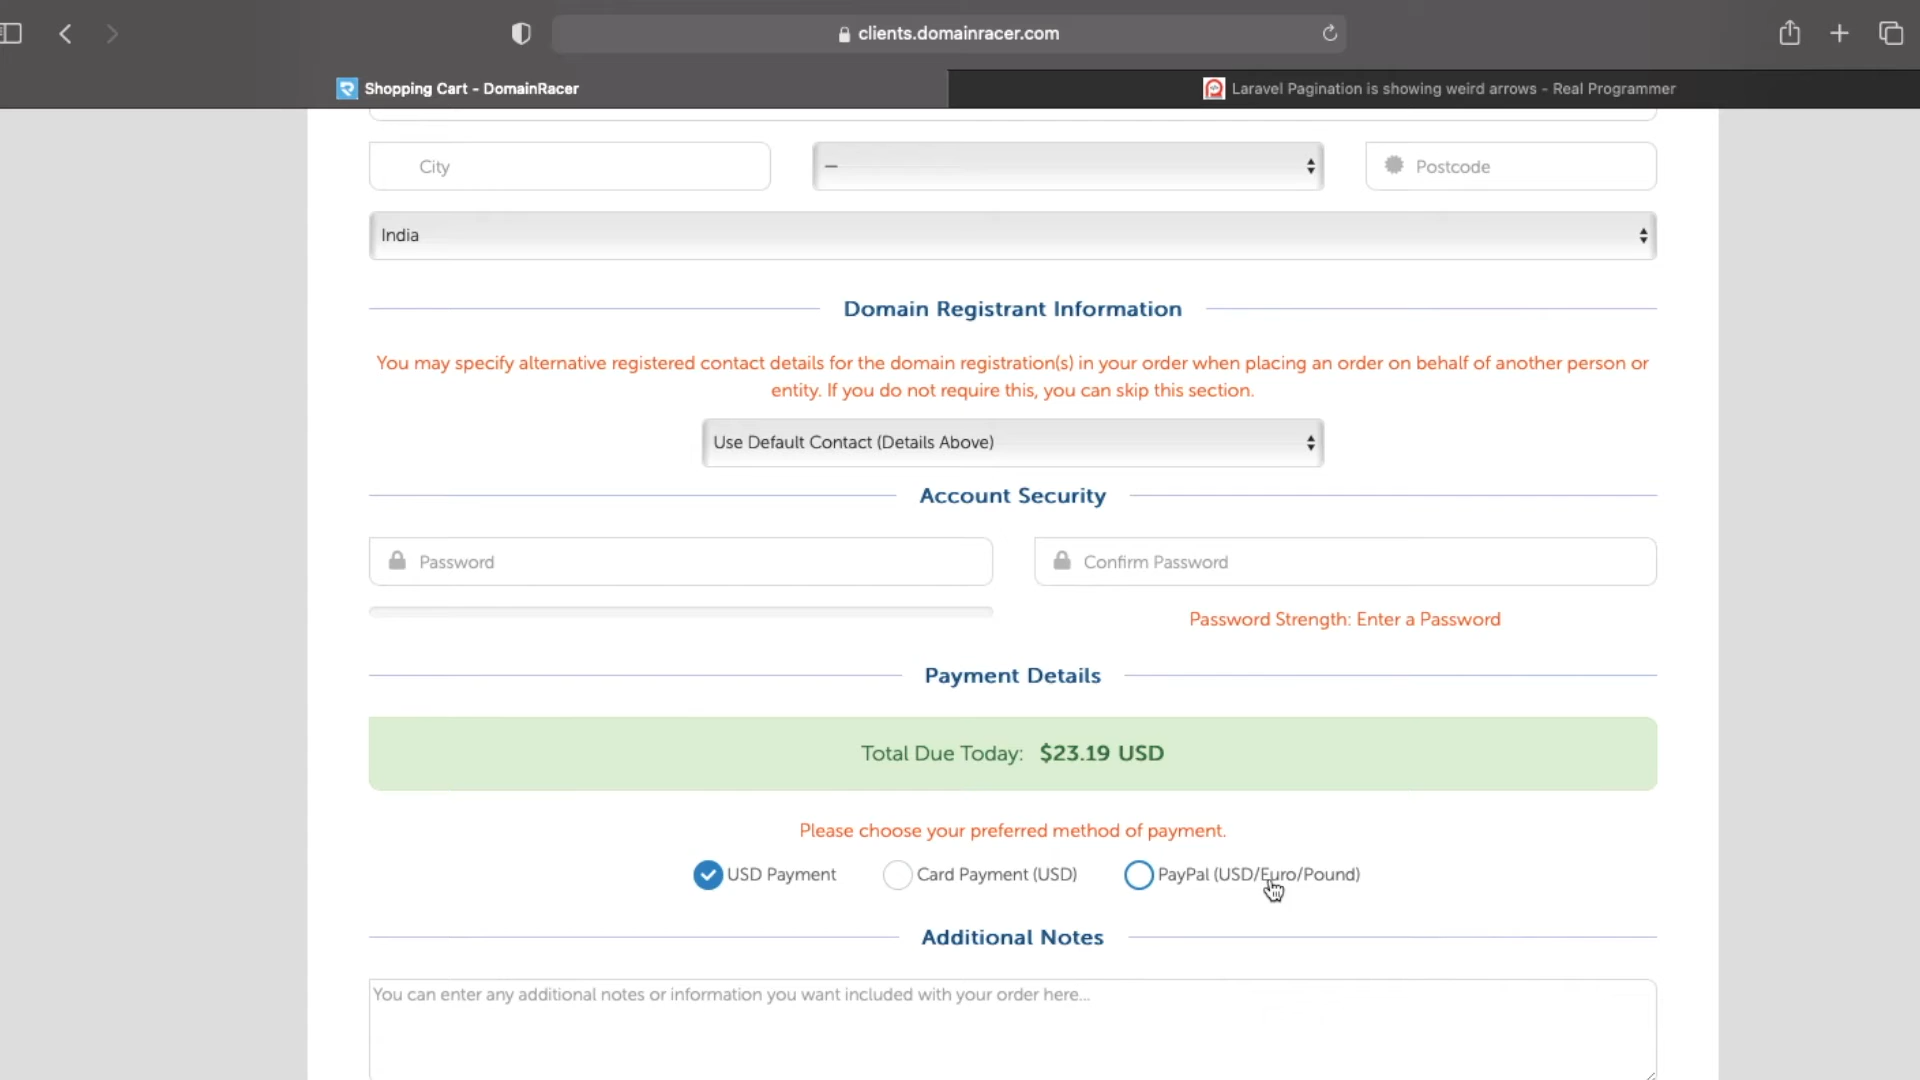 clients.domainracer.com
Shopping Cart - DomainRacer
Laravel Pagination is showing weird arrows - Real Programmer
City
—
Postcode
India
Domain Registrant Information
You may specify alternative registered contact details for the domain registration(s) in your order when placing an order on behalf of another person or
entity. If you do not require this, you can skip this section.
Use Default Contact (Details Above)
Account Security
Password
Confirm Password
Password Strength: Enter a Password
Payment Details
Total Due Today: $23.19 USD
Please choose your preferred method of payment.
USD Payment
Card Payment (USD)
PayPal (USD/Euro/Pound)
Additional Notes
You can enter any additional notes or information you want included with your order here...